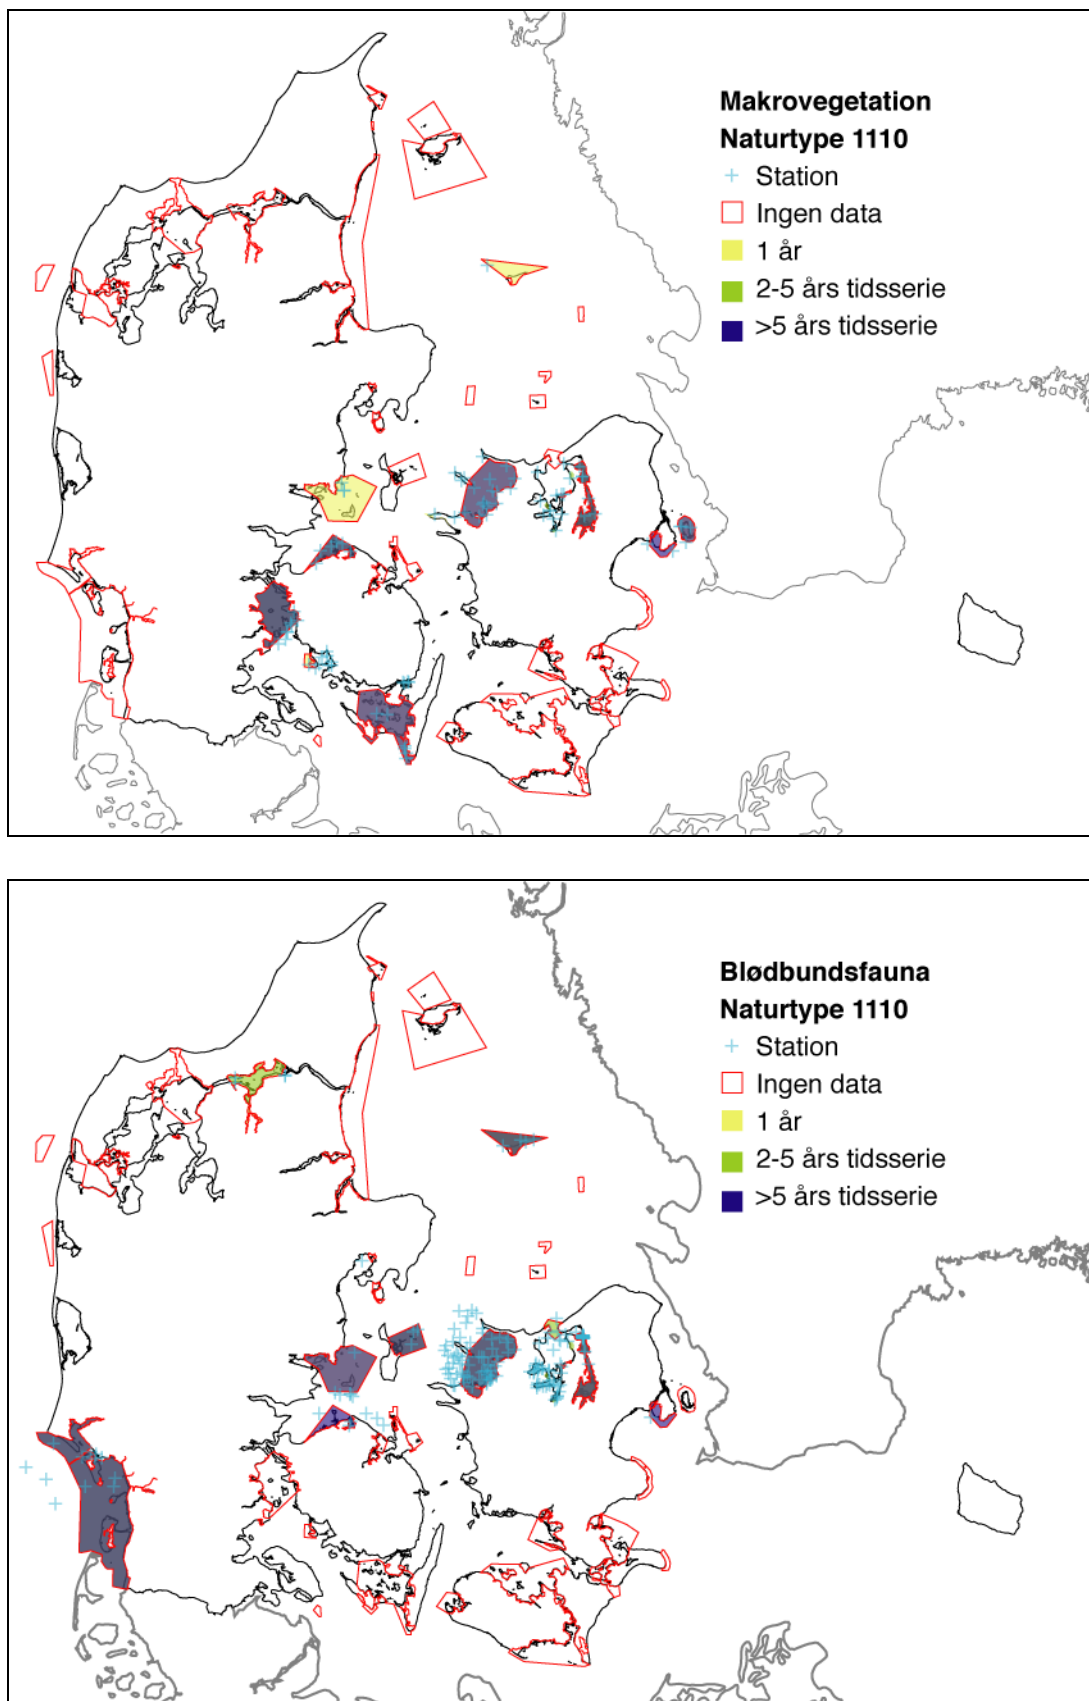 Makrovegetation
Naturtype 1110
Station
Ingen data
1 år
2-5 års tidsserie
>5 års tidsserie
Blødbundsfauna
Naturtype 1110
Station
Ingen data
1 år
2-5 års tidsserie
>5 års tidsserie